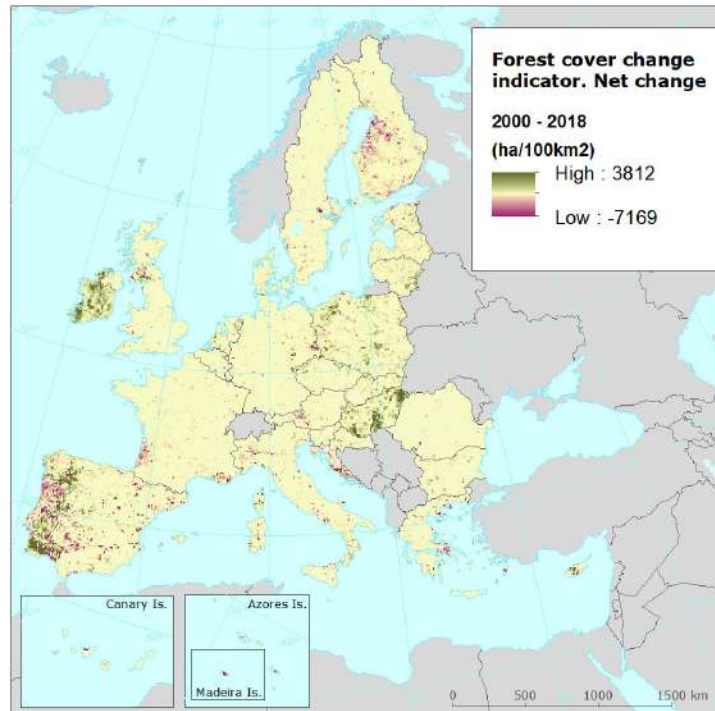 Forest cover change
indicator. Net change
2000 - 2018
(ha/100km2)
High : 3812
Low : -7169
Canary Is.
Azores Is.
Madeira Is.
0 500 1000 1500 km